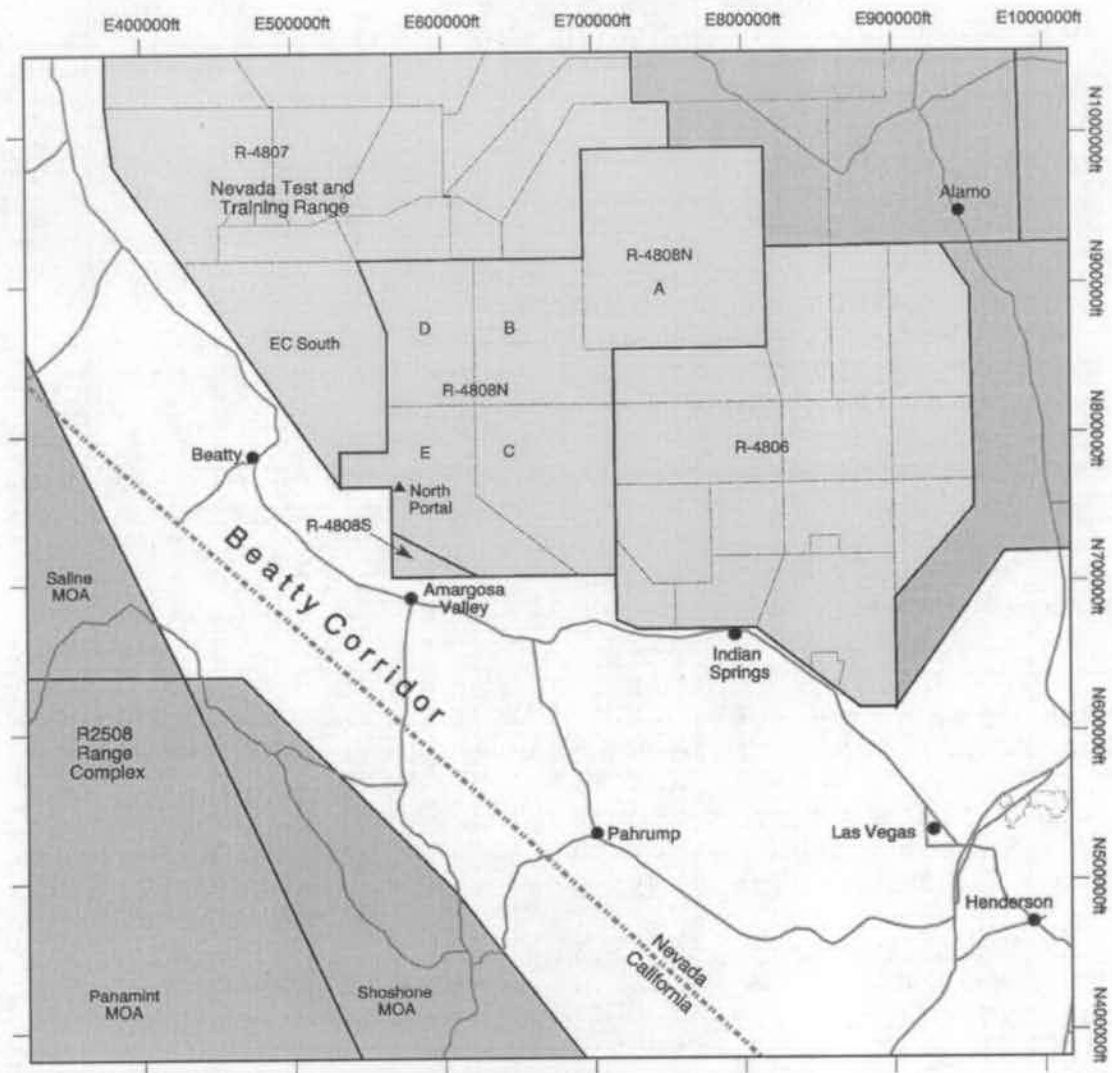 E400000ft E500000ft E600000ft E700000ft E800000ft E900000ft E1000000ft
N1000000ft
N900000ft
N800000ft
N700000ft
N600000ft
N500000ft
N400000ft
R-4807
Nevada Test and
Training Range
Alamo
R-4808N
A
EC South
D
B
R-4808N
Beatty
E
C
R-4806
North
Portal
R-4808S
Beatty Corridor
Amargosa
Valley
Saline
MOA
Indian
Springs
R2508
Range
Complex
Pahrump
Las Vegas
Henderson
Nevada
California
Panamint
MOA
Shoshone
MOA